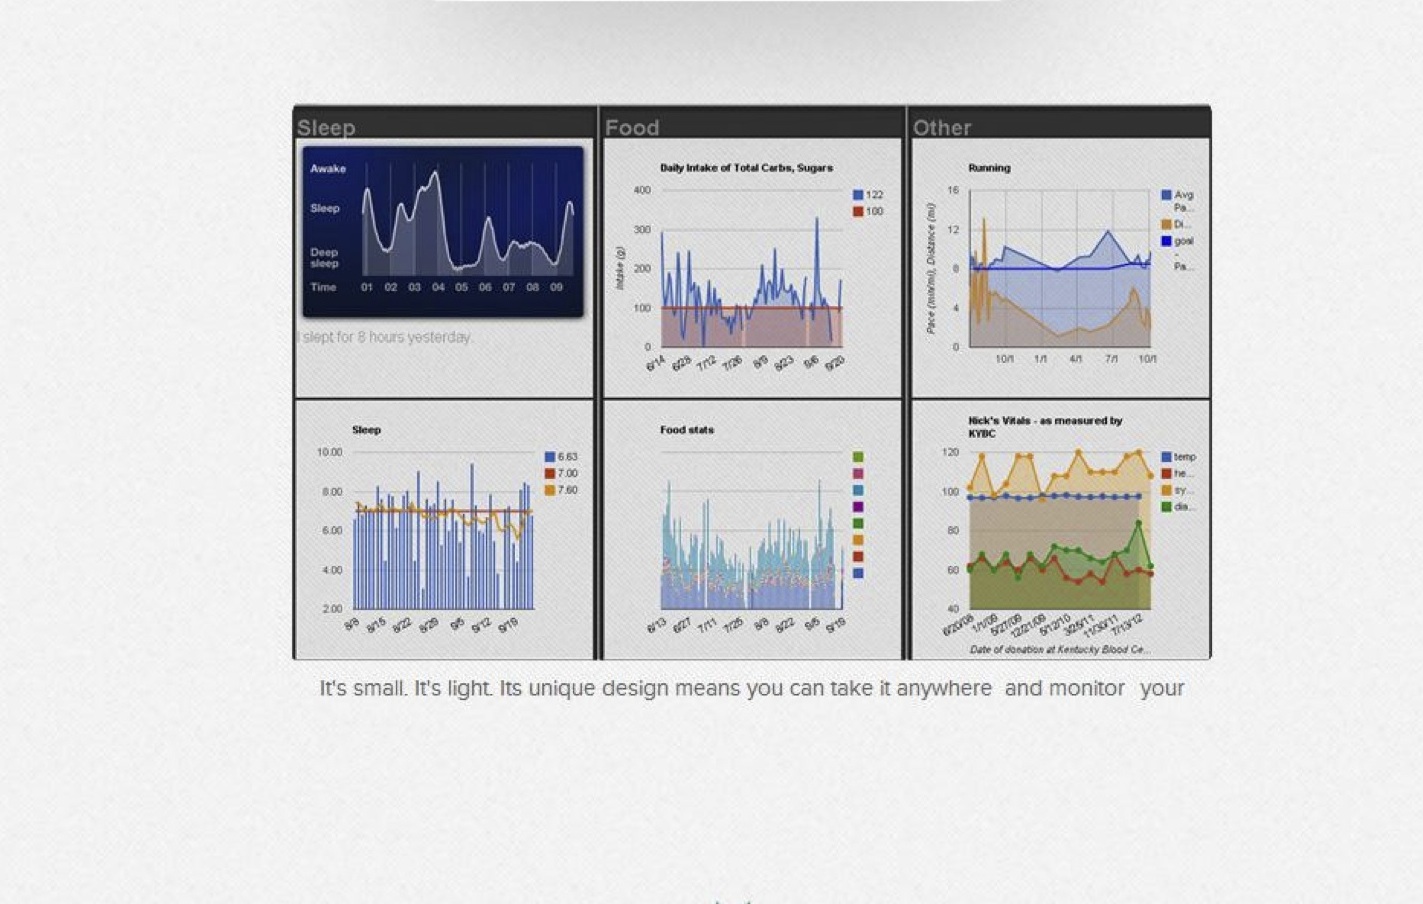 Sleep
Food
Other
Awake
Sleep
Deep
sleep
Time 01 02 03 04 05 06 07 08 09
I slept for 8 hours yesterday.
Daily Intake of Total Carbs, Sugars
400
300
200
100
0
Intake (g)
122
100
6/14 6/28 7/12 7/26 8/9 8/23 9/6 9/20
Running
16
12
8
4
0
Pace (min/mi), Distance (mi)
Avg
Pa...
Di...
goal
-
Pa...
10/1 1/1 4/1 7/1 10/1
Sleep
10.00
8.00
6.00
4.00
2.00
6.63
7.00
7.60
8/8 8/15 8/22 8/29 9/5 9/12 9/19
Food stats
6/13 6/27 7/11 7/25 8/8 8/22 9/5 9/19
Nick's Vitals - as measured by
KYBC
120
100
80
60
40
temp
he...
sy...
dia...
6/20/08 1/1/09 5/27/09 12/21/09 5/12/10 3/25/11 11/30/11 7/13/12
Date of donation at Kentucky Blood Ce...
It's small. It's light. Its unique design means you can take it anywhere and monitor your